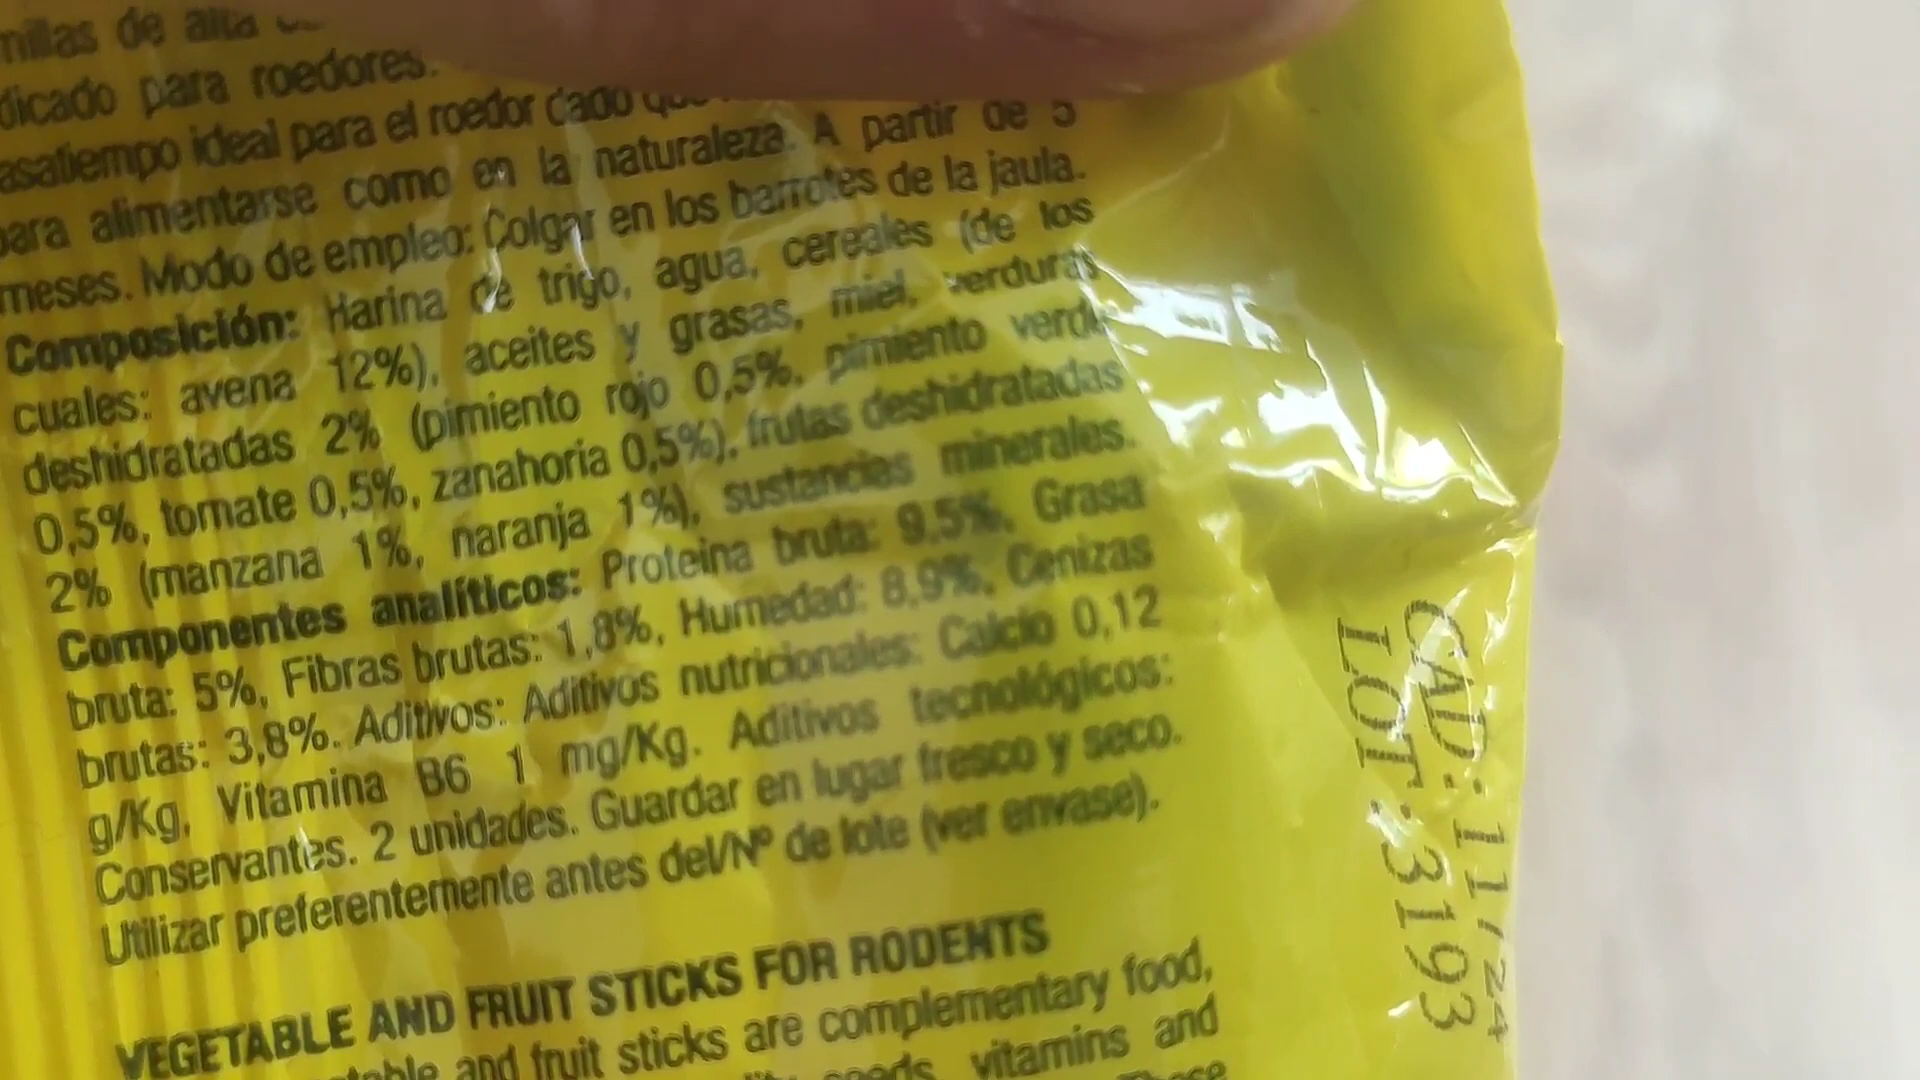 millas de alta
dicado para roedores.
asatiempo ideal para el roedor dado
para alimentarse como en la naturaleza. A partir de 5
meses. Modo de empleo: Colgar en los barrotes de la jaula.
Composición: Harina de trigo, agua, cereales (de los
cuales: avena 12%), aceites y grasas, miel, verduras
deshidratadas 2% (pimiento rojo 0,5%, pimiento verde
0,5%, tomate 0,5%, zanahoria 0,5%), frutas deshidratadas
2% (manzana 1%, naranja 1%), sustancias minerales.
Componentes analíticos: Proteina bruta: 9,5%, Grasa
bruta: 5%, Fibras brutas: 1,8%, Humedad: 8,9%, Cenizas
brutas: 3,8%. Aditivos: Aditivos nutricionales: Calcio 0,12
g/Kg, Vitamina B6 1 mg/Kg. Aditivos tecnológicos:
Conservantes. 2 unidades. Guardar en lugar fresco y seco.
Utilizar preferentemente antes del/Nº de lote (ver envase).
VEGETABLE AND FRUIT STICKS FOR RODENTS
and fruit sticks are complementary food,
seeds, vitamins and
These
CAD.: 11/24
LOT.: 3193